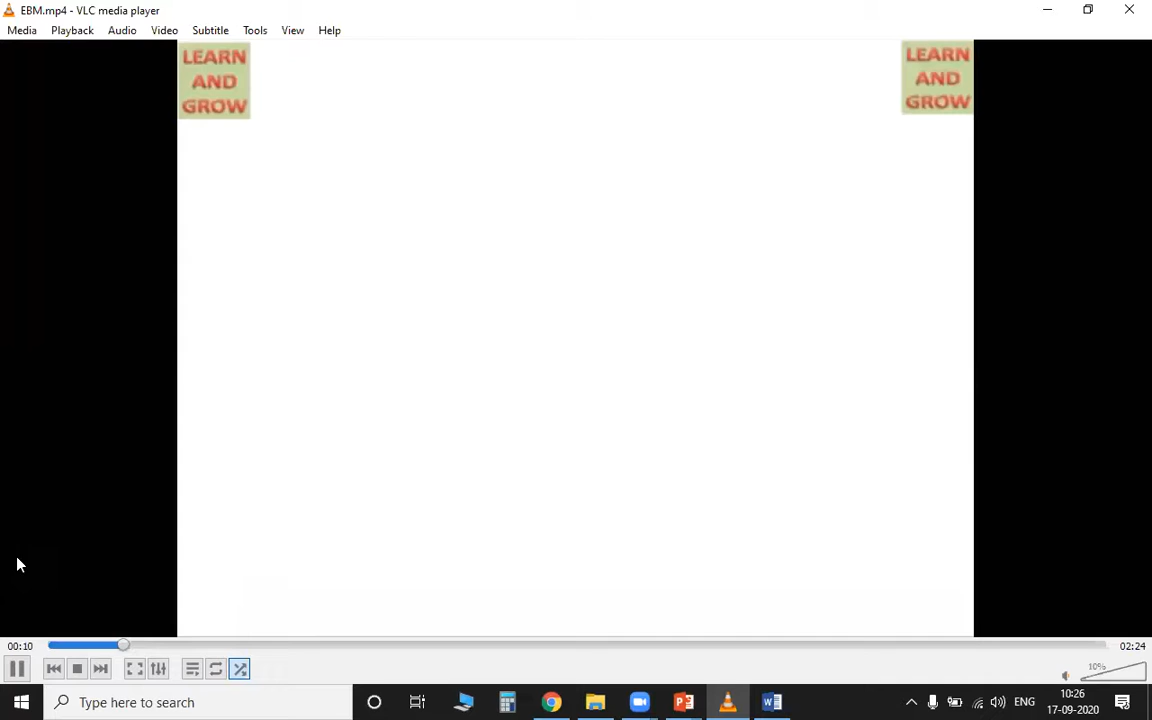 EBM.mp4 - VLC media player
Media Playback Audio Video Subtitle Tools View Help
LEARN
AND
GROW
LEARN
AND
GROW
00:10
02:24
10%
Type here to search
ENG
10:26
17-09-2020